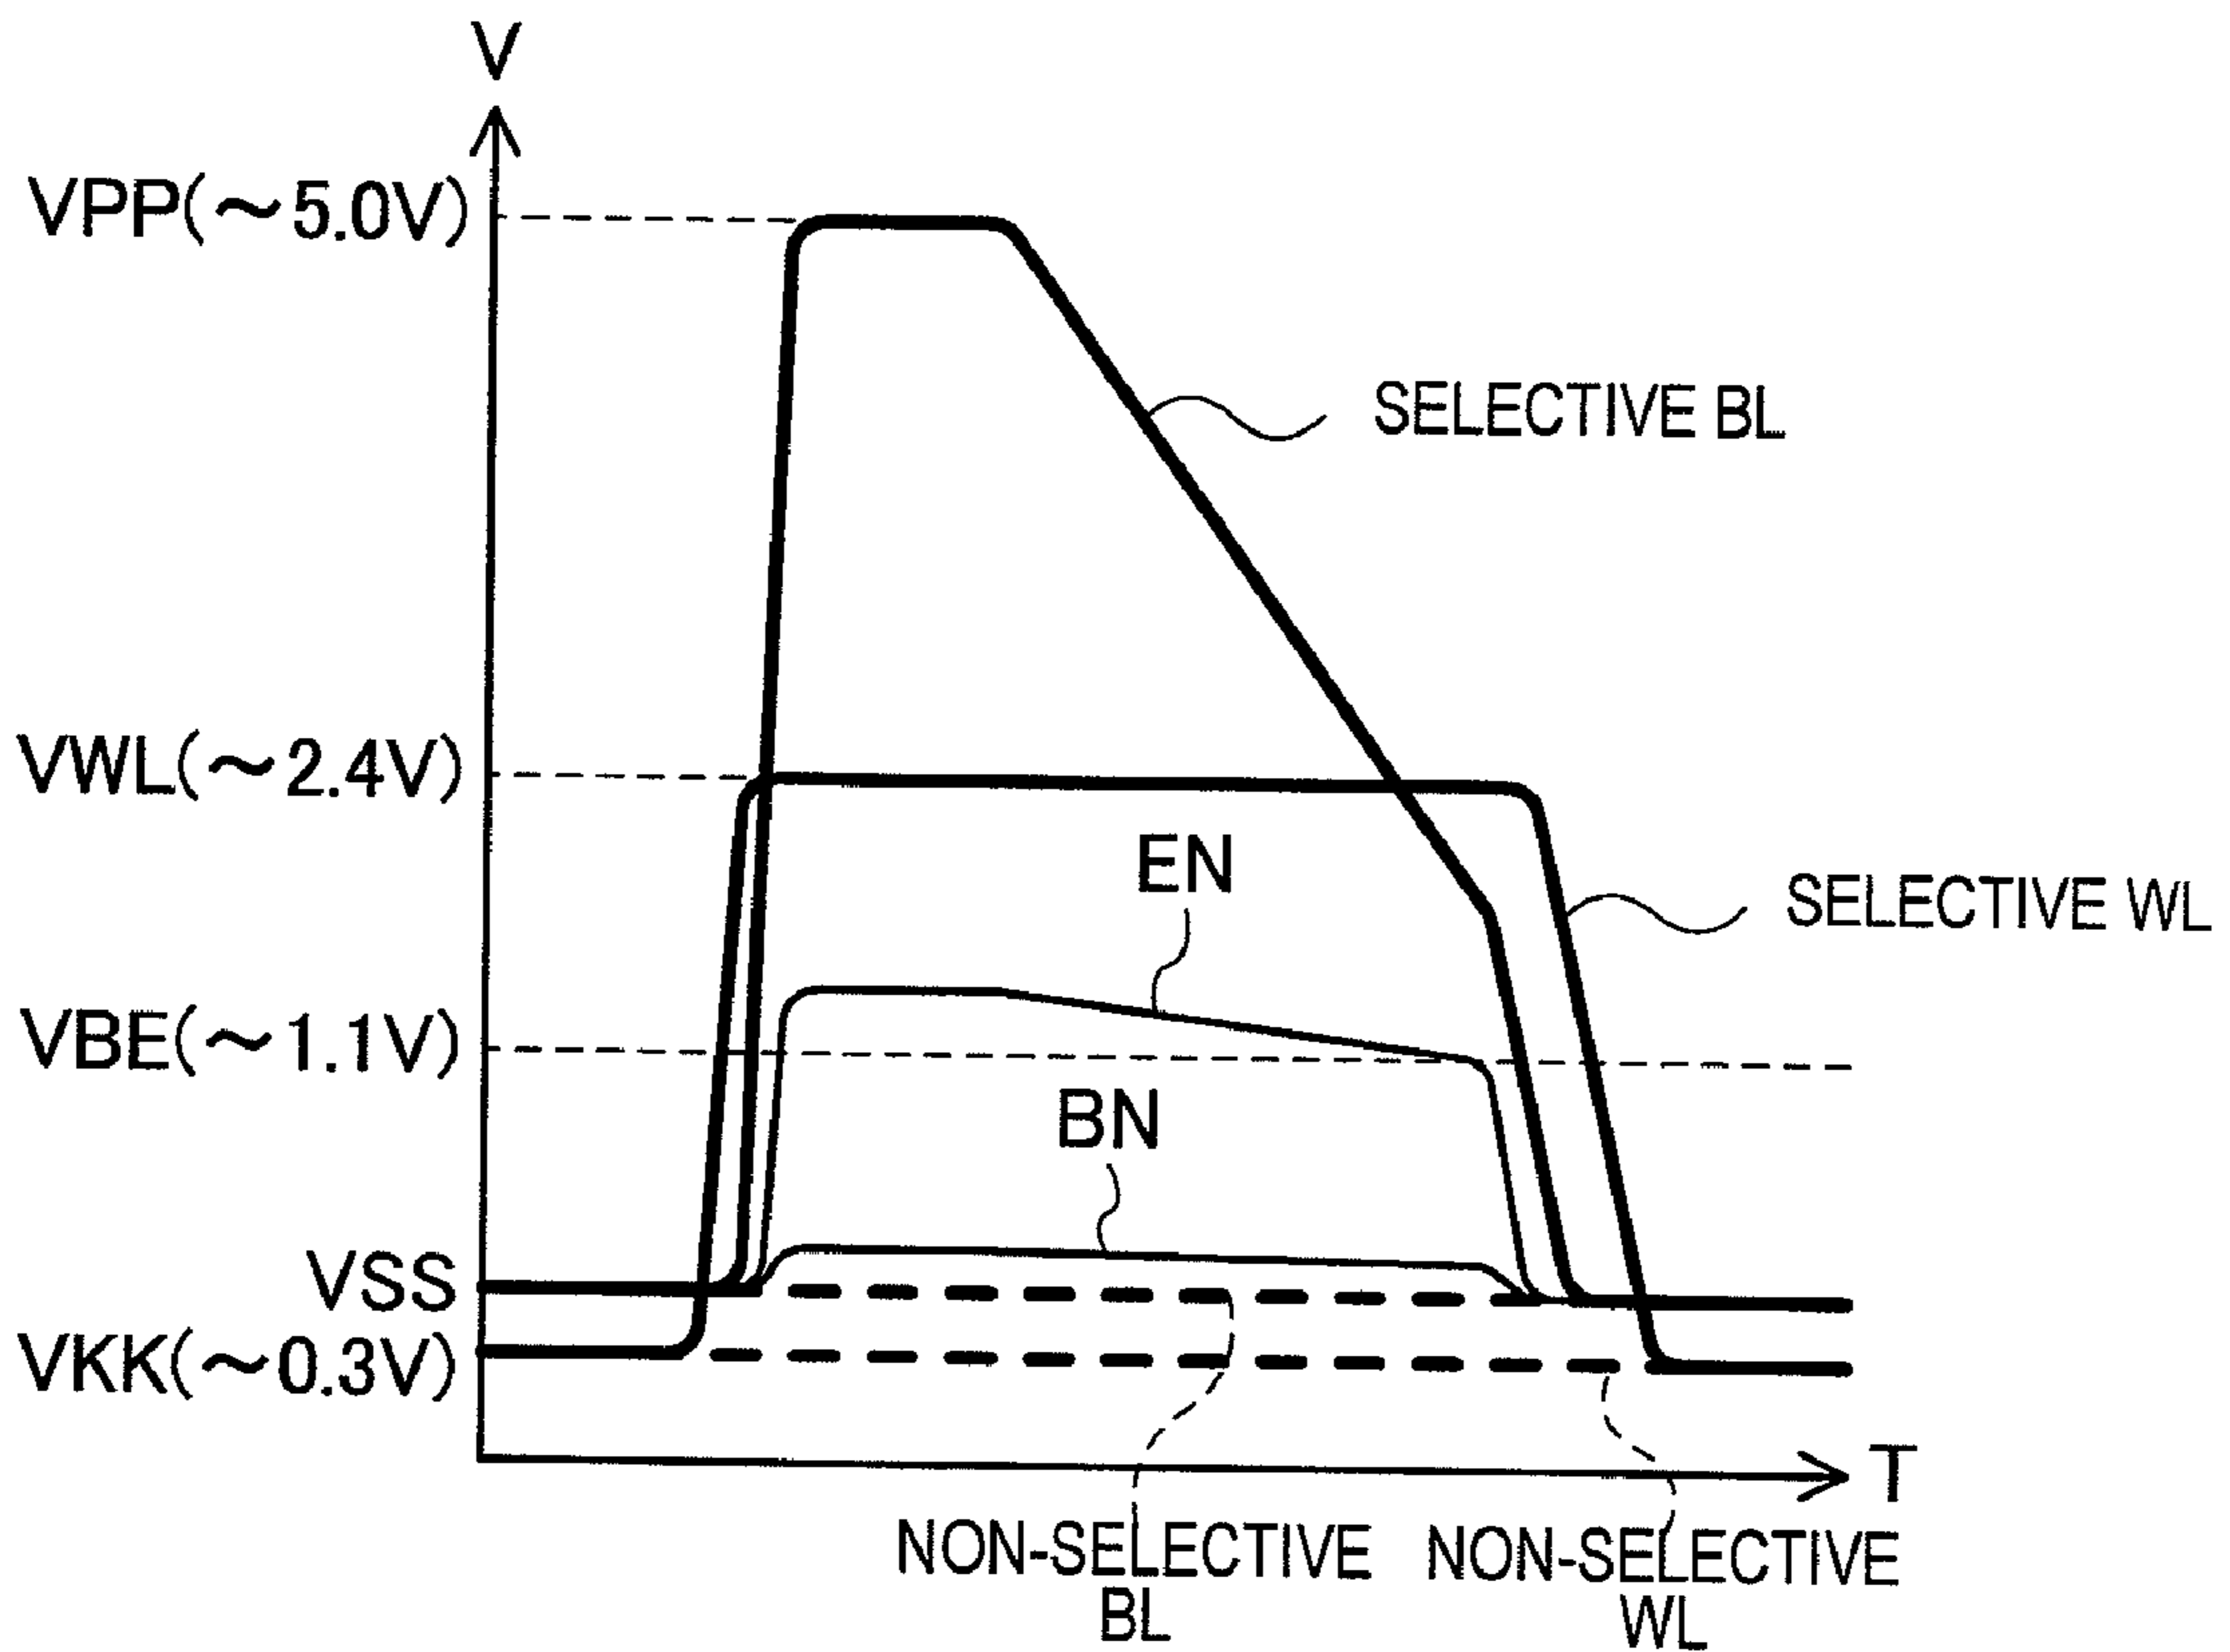 V
VPP(～5.0V)
SELECTIVE BL
VWL(～2.4V)
EN
SELECTIVE WL
VBE(～1.1V)
BN
VSS
VKK(～0.3V)
T
NON-SELECTIVE
BL
NON-SELECTIVE
WL